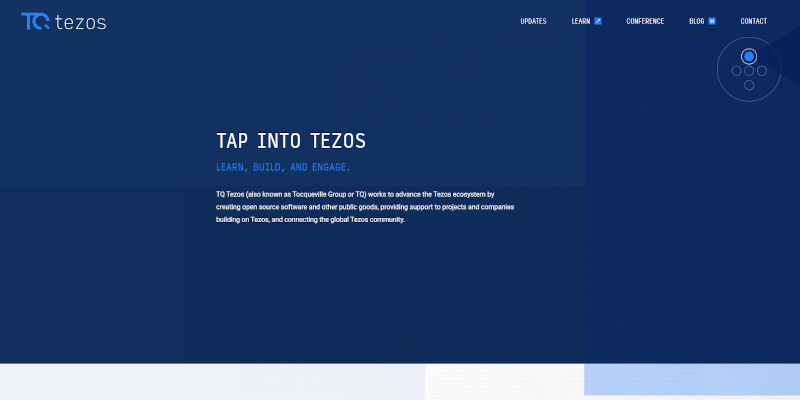 TQ tezos
UPDATES LEARN CONFERENCE BLOG CONTACT
TAP INTO TEZOS
LEARN, BUILD, AND ENGAGE.
TQ Tezos (also known as Tocqueville Group or TQ) works to advance the Tezos ecosystem by
creating open source software and other public goods, providing support to projects and companies
building on Tezos, and connecting the global Tezos community.